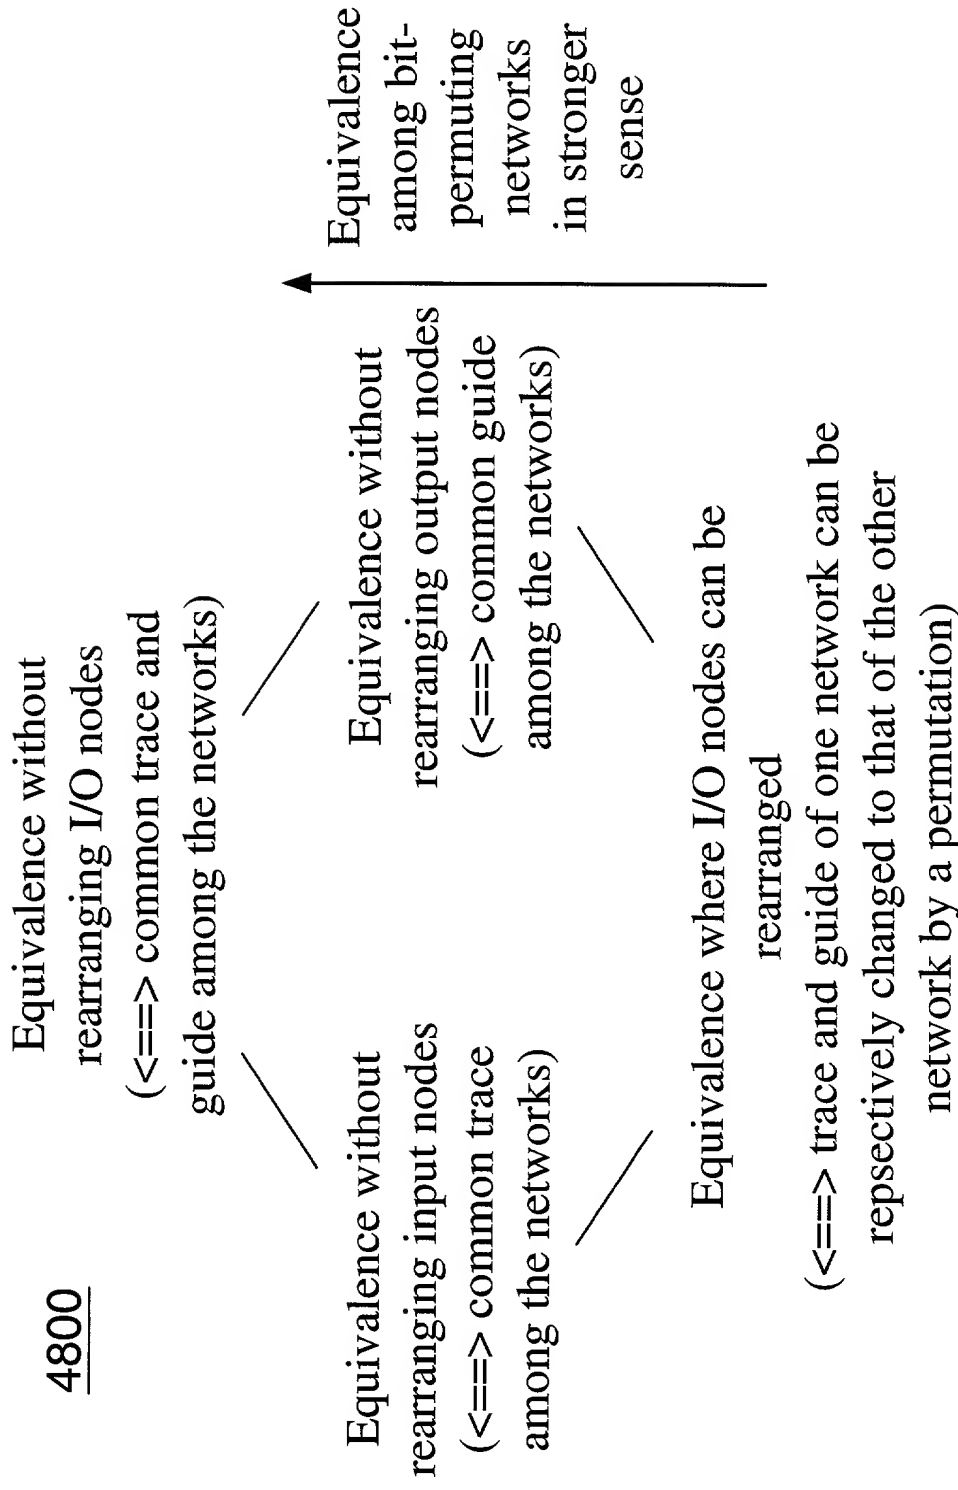 4800
Equivalence without
rearranging I/O nodes
(<==> common trace and
guide among the networks)
Equivalence without
rearranging input nodes
(<==> common trace
among the networks)
Equivalence without
rearranging output nodes
(<==> common guide
among the networks)
Equivalence
among bit-
permuting
networks
in stronger
sense
Equivalence where I/O nodes can be
rearranged
(<==> trace and guide of one network can be
repsectively changed to that of the other
network by a permutation)